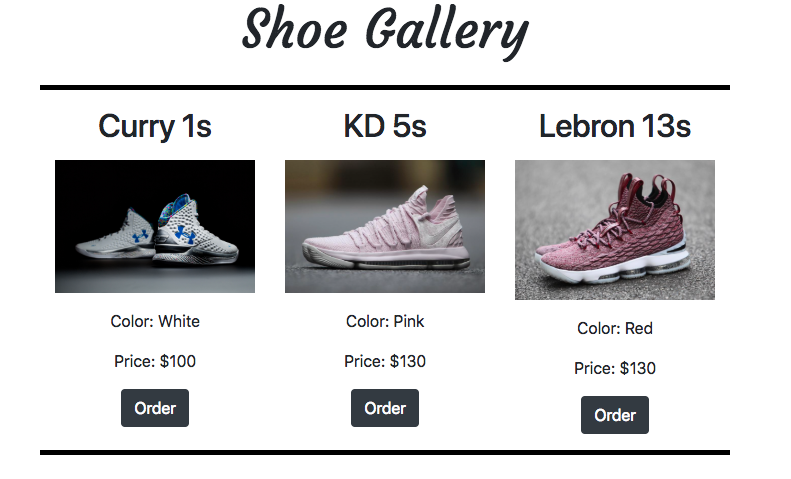 Shoe Gallery
Curry 1s
KD 5s
Lebron 13s
Color: White
Color: Pink
Color: Red
Price: $100
Price: $130
Price: $130
Order
Order
Order